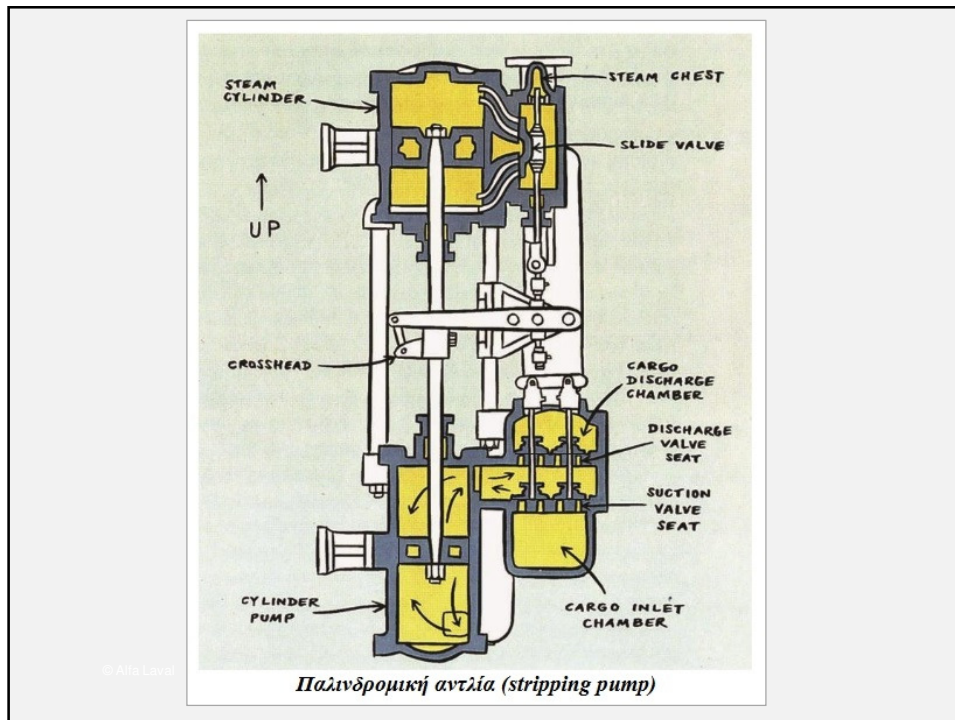 STEAM
CYLINDER
STEAM CHEST
SLIDE VALVE
UP
CROSSHEAD
CARGO
DISCHARGE
CHAMBER
DISCHARGE
VALVE
SEAT
SUCTION
VALVE
SEAT
CYLINDER
PUMP
CARGO INLET
CHAMBER
© Alfa Laval
Παλινδρομική αντλία (stripping pump)